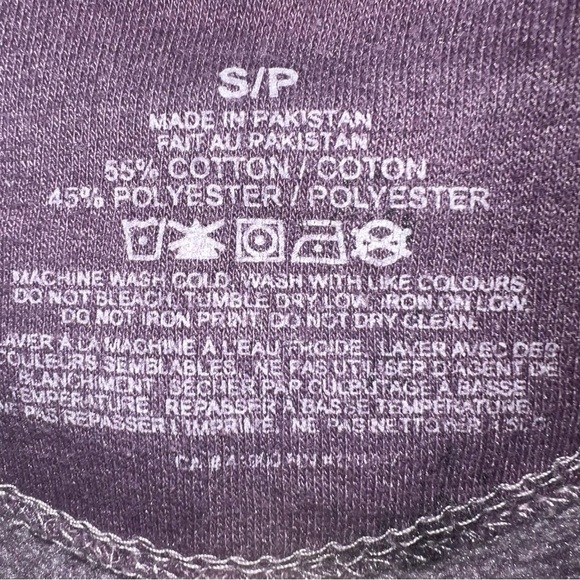 S/P
MADE IN PAKISTAN
FAIT AU PAKISTAN
55% COTTON / COTON
45% POLYESTER / POLYESTER
MACHINE WASH COLD, WASH WITH LIKE COLOURS,
DO NOT BLEACH, TUMBLE DRY LOW, IRON ON LOW.
DO NOT IRON PRINT, DO NOT DRY CLEAN.
LAVER À LA MACHINE À L'EAU FROIDE. LAVER AVEC DES
COULEURS SEMBLABLES. NE PAS UTILISER D'AGENT DE
BLANCHIMENT. SÉCHER PAR CULBUTAGE À BASSE
TEMPÉRATURE. REPASSER À BASSE TEMPÉRATURE.
NE PAS REPASSER L'IMPRIMÉ. NE PAS NETTOYER À SEC
CA #